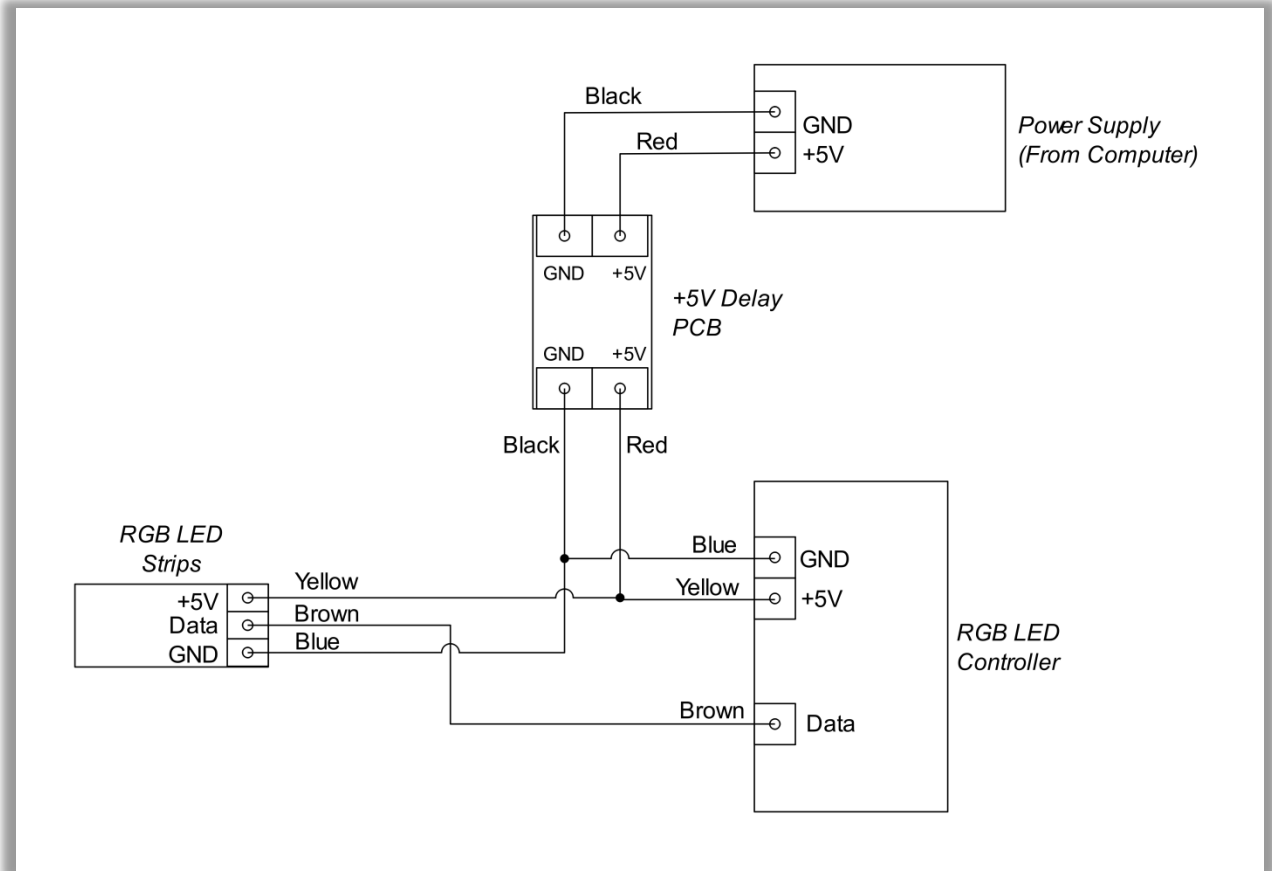 Black
GND
Power Supply
Red
+5V
(From Computer)
GND +5V
+5V Delay
PCB
GND +5V
Black Red
RGB LED
Strips
Blue
GND
Yellow
Yellow
+5V
+5V
Brown
Data
Blue
GND
RGB LED
Controller
Brown
Data